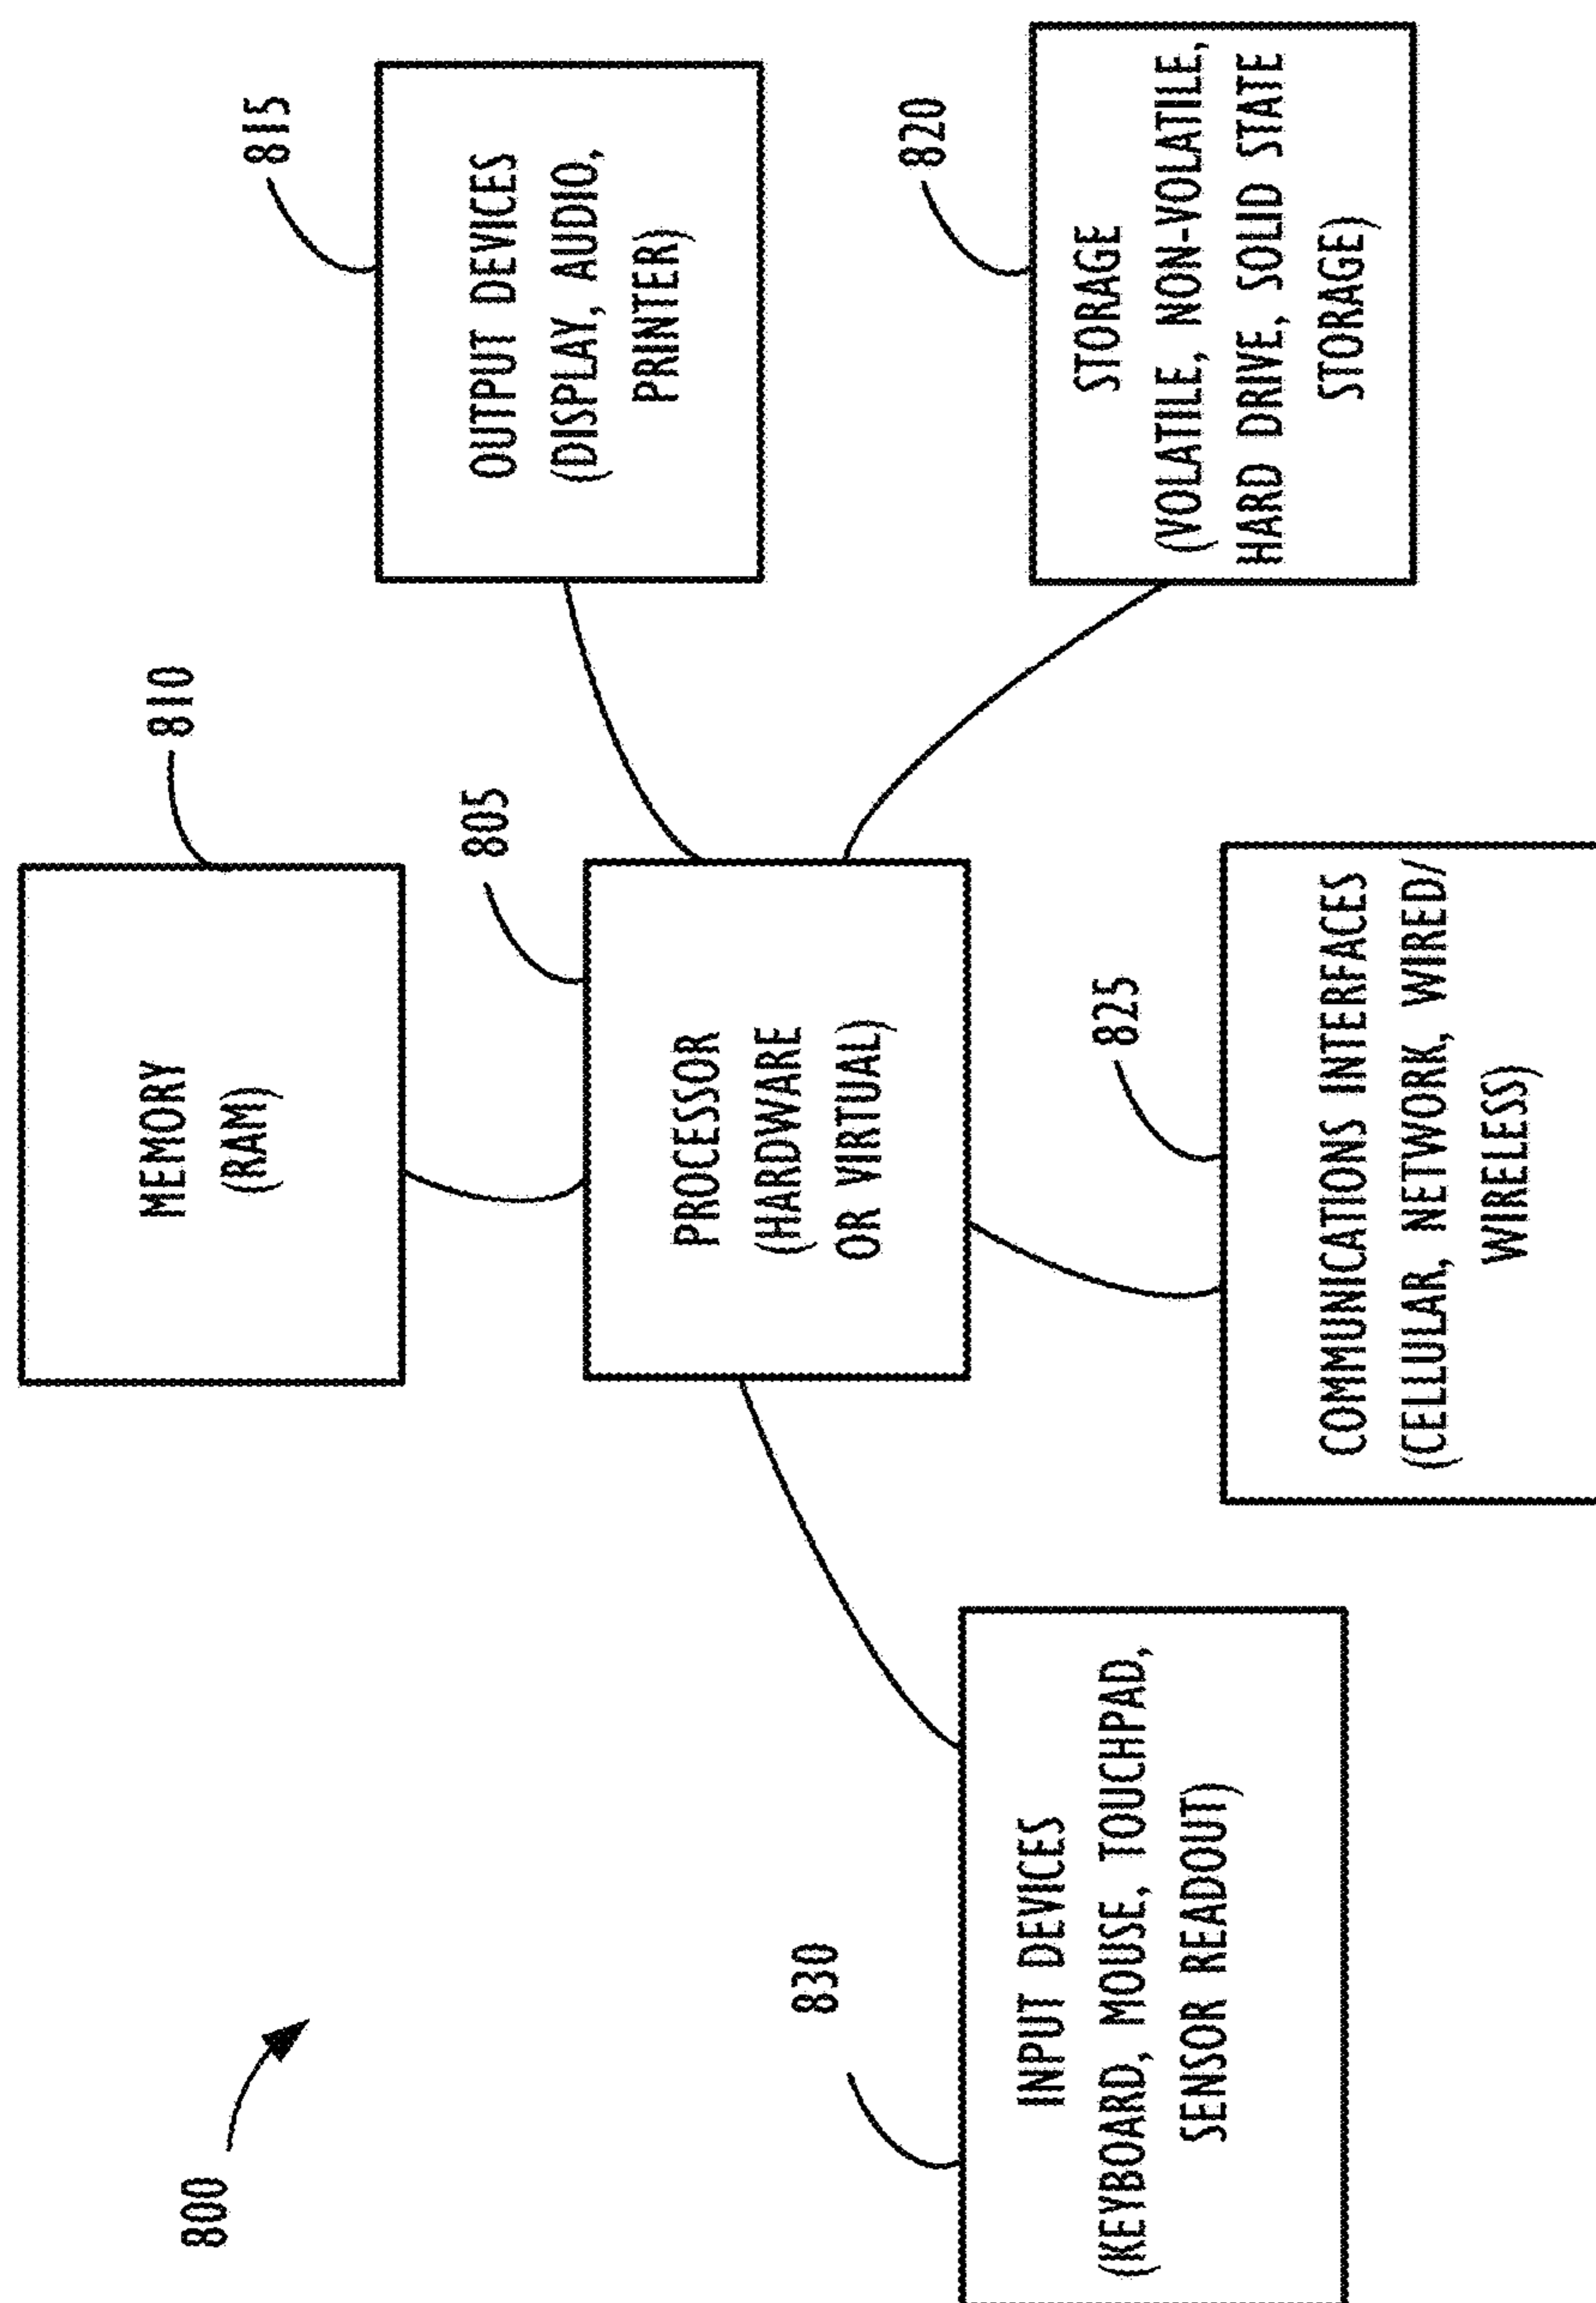 800
810
MEMORY
(RAM)
815
OUTPUT DEVICES
(DISPLAY, AUDIO,
PRINTER)
805
PROCESSOR
(HARDWARE
OR VIRTUAL)
820
STORAGE
(VOLATILE, NON-VOLATILE,
HARD DRIVE, SOLID STATE
STORAGE)
830
INPUT DEVICES
(KEYBOARD, MOUSE, TOUCHPAD,
SENSOR READOUT)
825
COMMUNICATIONS INTERFACES
(CELLULAR, NETWORK, WIRED/
WIRELESS)